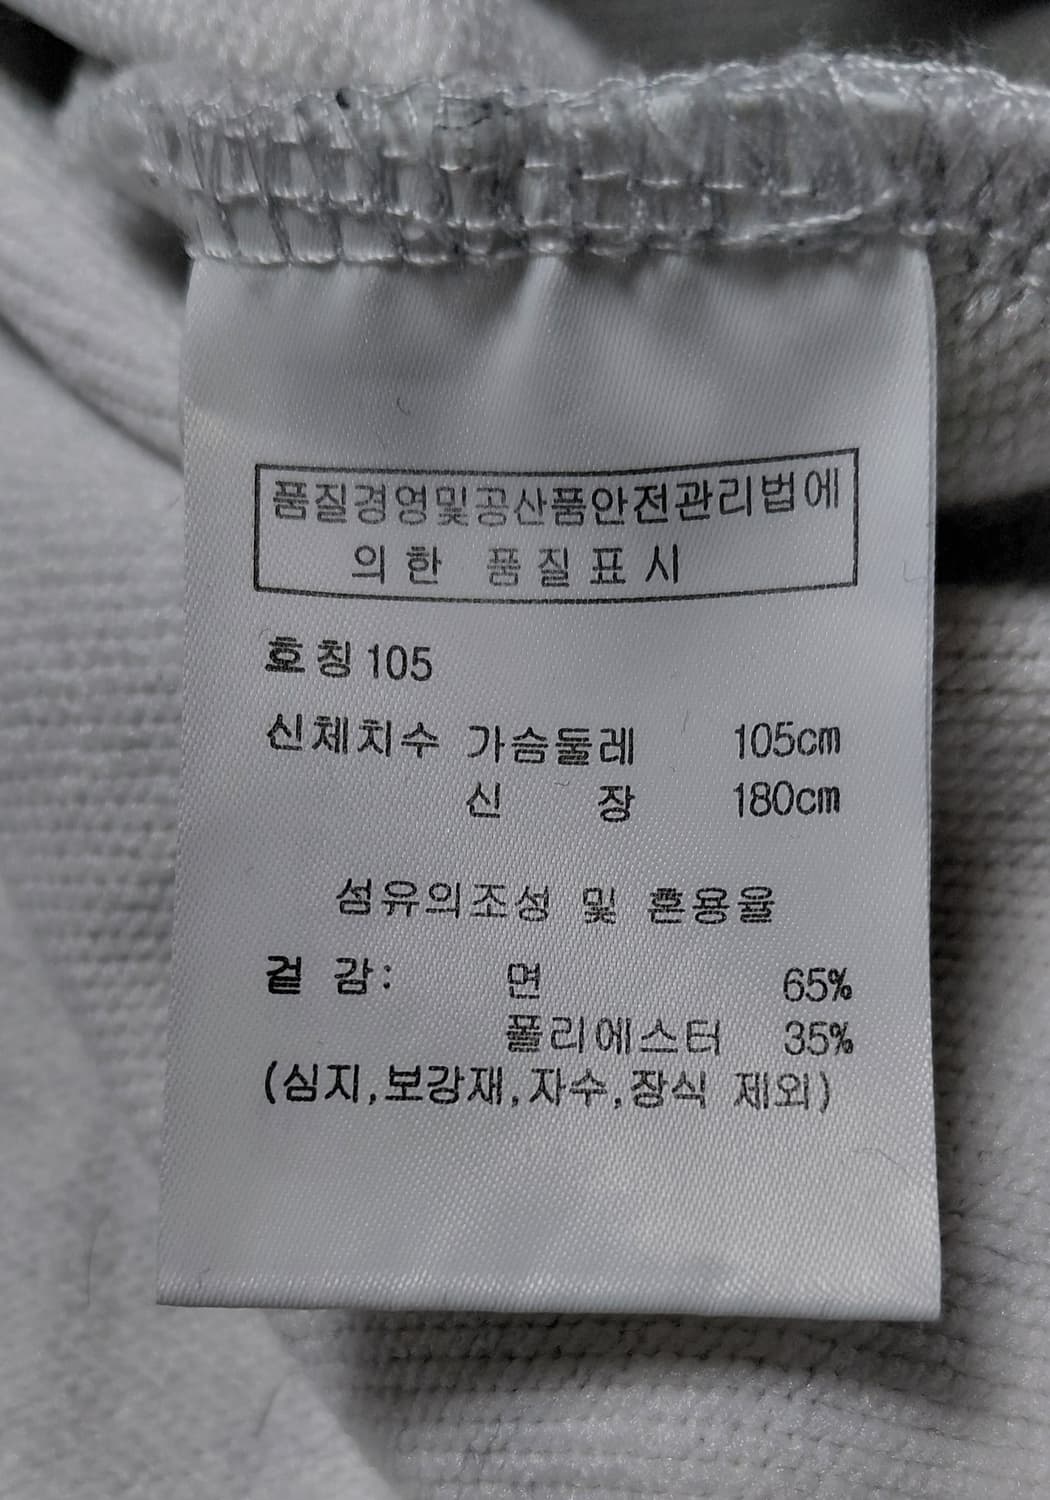 품질경영및공산품안전관리법에
의한 품질표시
호칭 105
신체치수 가슴둘레 105cm
신 장 180cm
섬유의조성 및 혼용율
겉 감: 면 65%
폴리에스터 35%
(심지,보강재,자수,장식 제외)